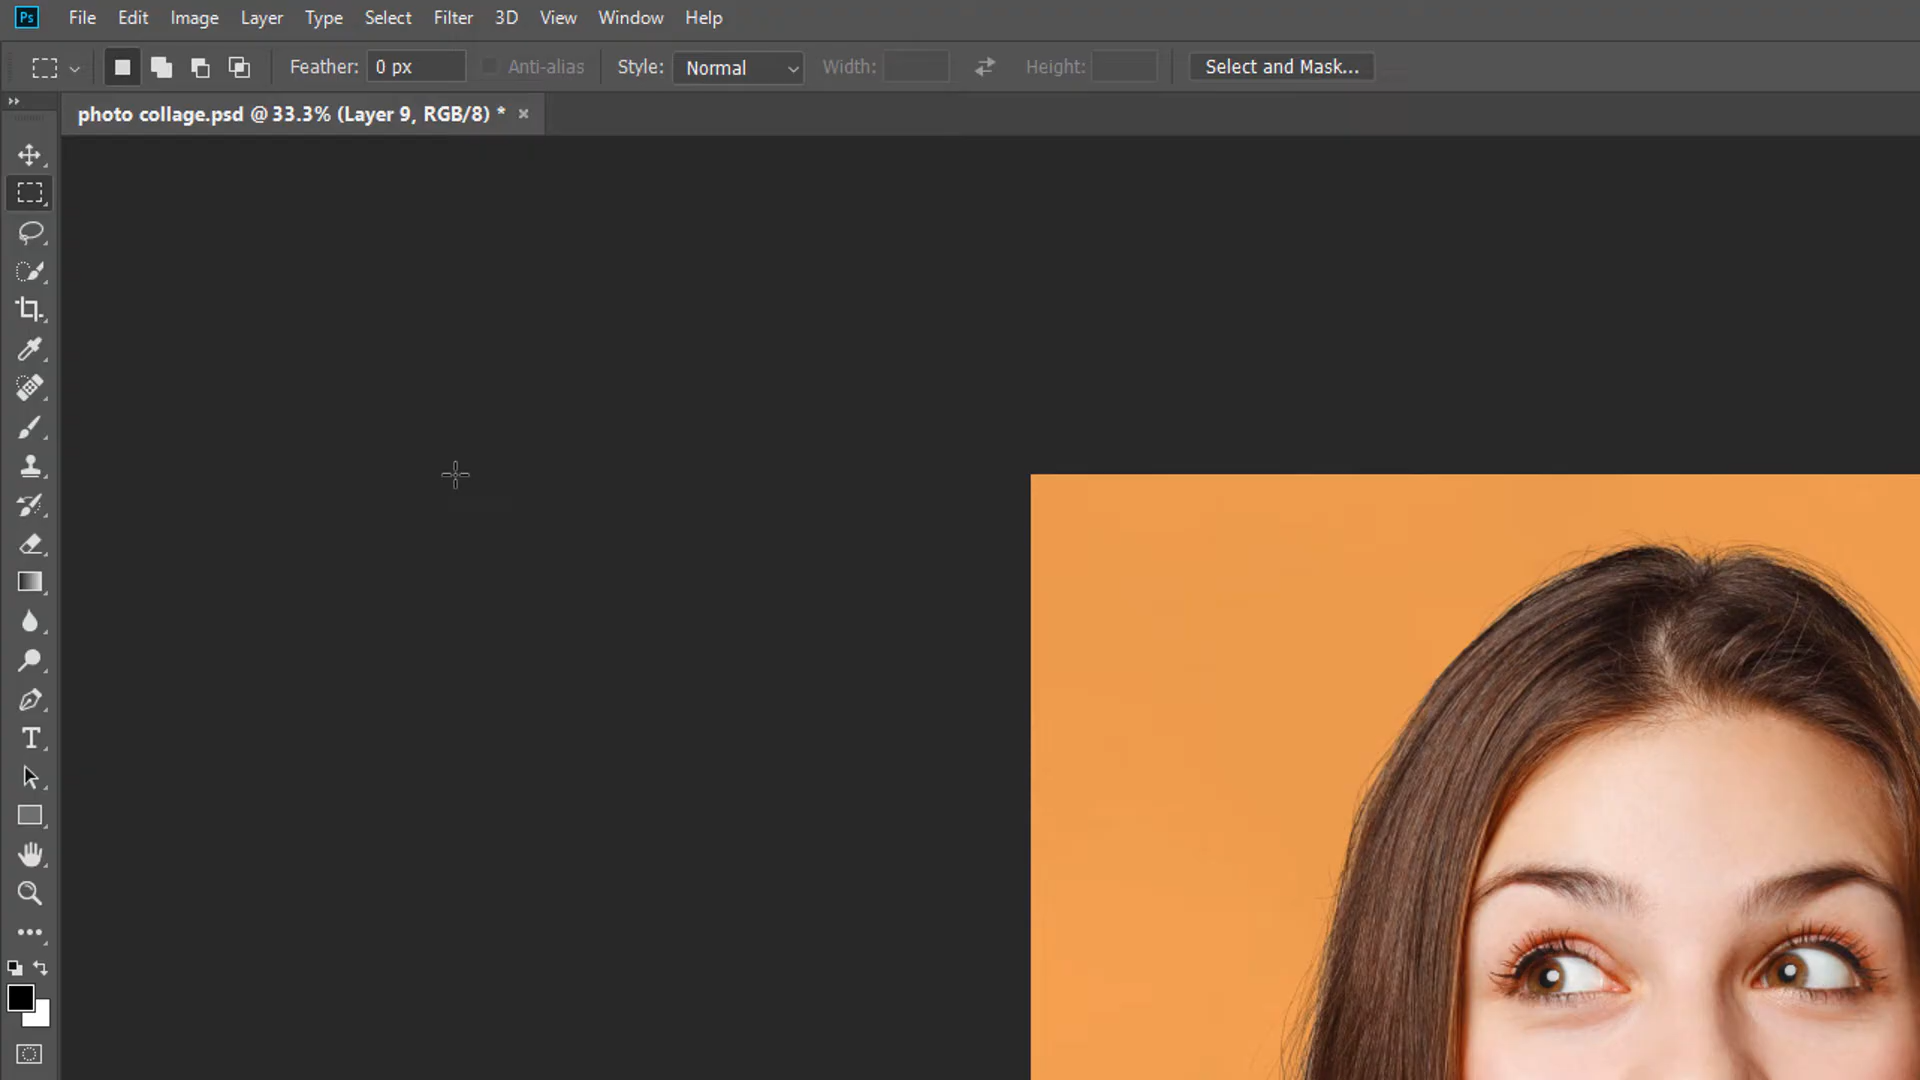 Ps File Edit Image Layer Type Select Filter 3D View Window Help
Feather: 0 px Anti-alias Style: Normal Width: Height: Select and Mask...
photo collage.psd @ 33.3% (Layer 9, RGB/8) * ×